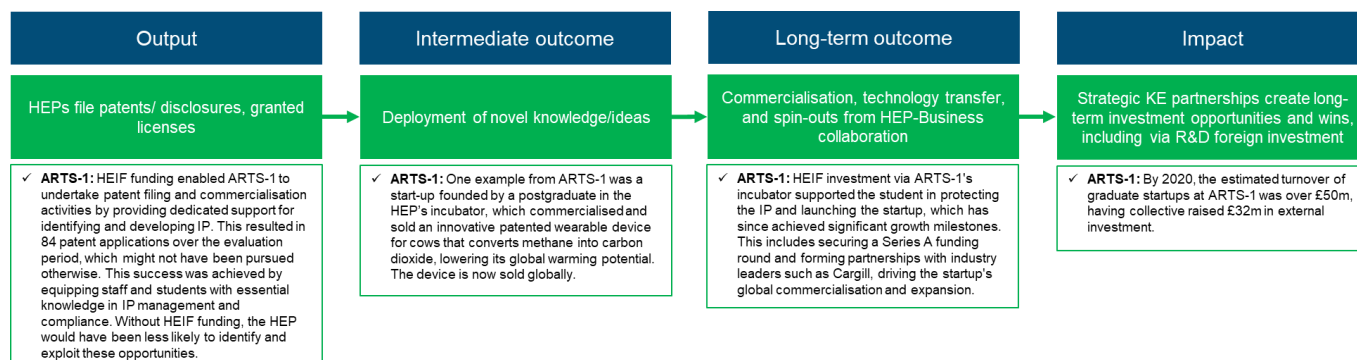 Output
HEPs file patents/ disclosures, granted
licenses
✓ ARTS-1: HEIF funding enabled ARTS-1 to
undertake patent filing and commercialisation
activities by providing dedicated support for
identifying and developing IP. This resulted in
84 patent applications over the evaluation
period, which might not have been pursued
otherwise. This success was achieved by
equipping staff and students with essential
knowledge in IP management and
compliance. Without HEIF funding, the HEP
would have been less likely to identify and
exploit these opportunities.
Intermediate outcome
Deployment of novel knowledge/ideas
✓ ARTS-1: One example from ARTS-1 was a
start-up founded by a postgraduate in the
HEP's incubator, which commercialised and
sold an innovative patented wearable device
for cows that converts methane into carbon
dioxide, lowering its global warming potential.
The device is now sold globally.
Long-term outcome
Commercialisation, technology transfer,
and spin-outs from HEP-Business
collaboration
✓ ARTS-1: HEIF investment via ARTS-1's
incubator supported the student in protecting
the IP and launching the startup, which has
since achieved significant growth milestones.
This includes securing a Series A funding
round and forming partnerships with industry
leaders such as Cargill, driving the startup's
global commercialisation and expansion.
Impact
Strategic KE partnerships create long-
term investment opportunities and wins,
including via R&D foreign investment
✓ ARTS-1: By 2020, the estimated turnover of
graduate startups at ARTS-1 was over £50m,
having collective raised £32m in external
investment.